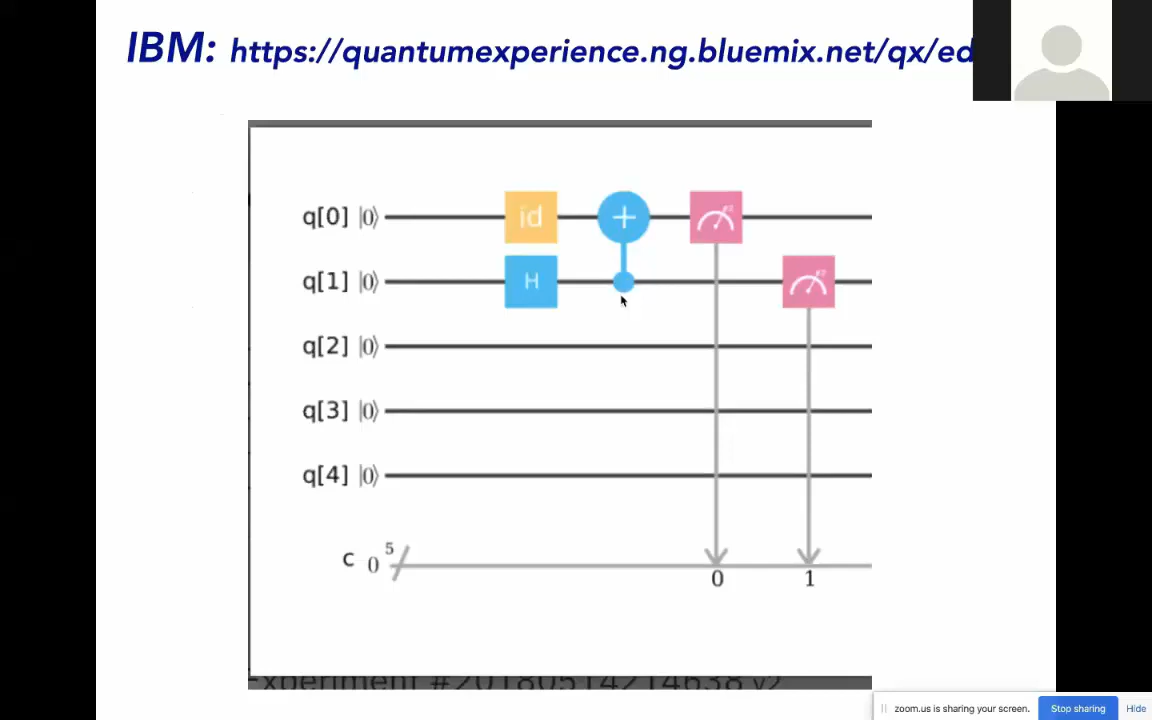 IBM: https://quantumexperience.ng.bluemix.net/qx/ed
q[0] |0⟩ id +
q[1] |0⟩ H
q[2] |0⟩
q[3] |0⟩
q[4] |0⟩
c 0 5
0 1
Experiment #20180514214638 v2
zoom.us is sharing your screen. Stop sharing Hide